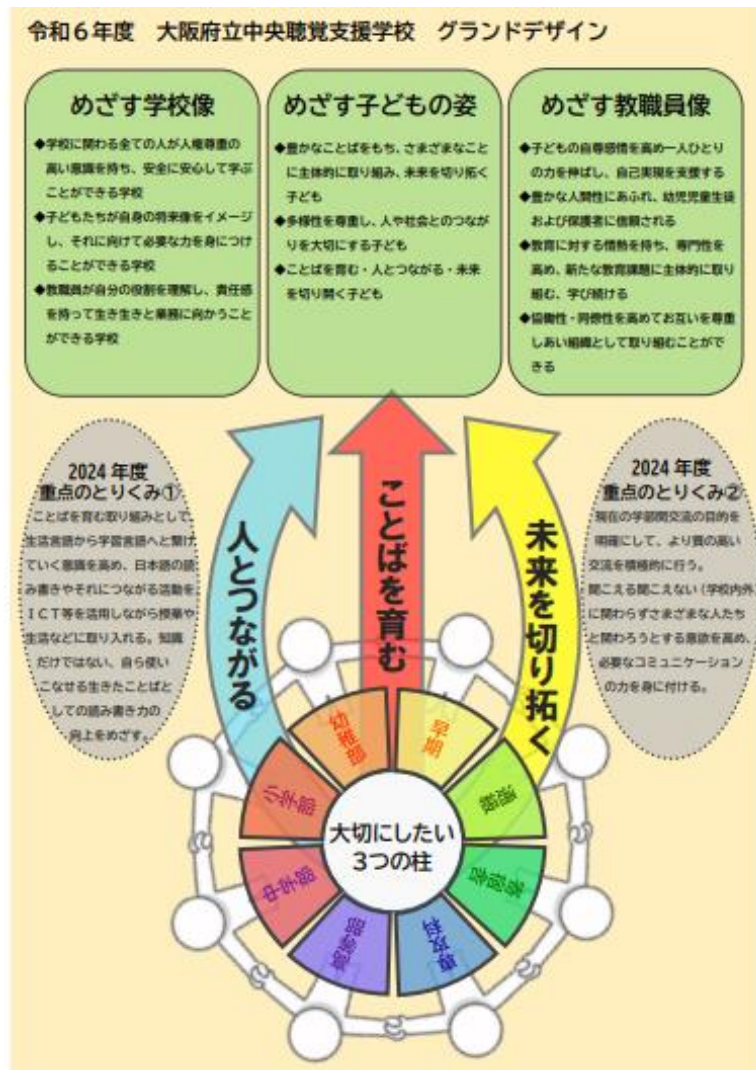 令和6年度　大阪府立中央聴覚支援学校　グランドデザイン
めざす学校像
◆学校に関わる全ての人が人権尊重の
高い意識を持ち、安全に安心して学ぶ
ことができる学校
◆子どもたちが自身の将来像をイメージ
し、それに向けて必要な力を身につけ
ることができる学校
◆教職員が自分の役割を理解し、責任感
を持って生き生きと業務に向かうこと
ができる学校
めざす子どもの姿
◆豊かなことばをもち、さまざまなこと
に主体的に取り組み、未来を切り拓く
子ども
◆多様性を尊重し、人や社会とのつなが
りを大切にする子ども
◆ことばを育む・人とつながる・未来
を切り開く子ども
めざす教職員像
◆子どもの自尊感情を高め一人ひとり
の力を伸ばし、自己実現を支援する
◆豊かな人間性にあふれ、幼児児童生徒
および保護者に信頼される
◆教育に対する情熱を持ち、専門性を
高め、新たな教育課題に主体的に取り
組む、学び続ける
◆協働性・同僚性を高めてお互いを尊重
しあい組織として取り組むことがで
きる
2024年度
重点のとりくみ①
ことばを育む取り組みとして
生活言語から学習言語へと繋げ
ていく意識を高め、日本語の読
み書きやそれにつながる活動を
ICT等を活用しながら授業や
生活などに取り入れる。知識
だけではない、自ら使い
こなせる生きたことばと
しての読み書き力の
向上をめざす。
人とつながる
ことばを育む
未来を切り拓く
2024年度
重点のとりくみ②
現在の学部間交流の目的を
明確にして、より質の高い
交流を積極的に行う。
聞こえる聞こえない（学校内外）
に関わらずさまざまな人たち
と関わろうとする意欲を高め、
必要なコミュニケーション
の力を身に付ける。
幼稚部
早期
小学部
通級
大切にしたい
3つの柱
中学部
寄宿舎
高等部
専攻科